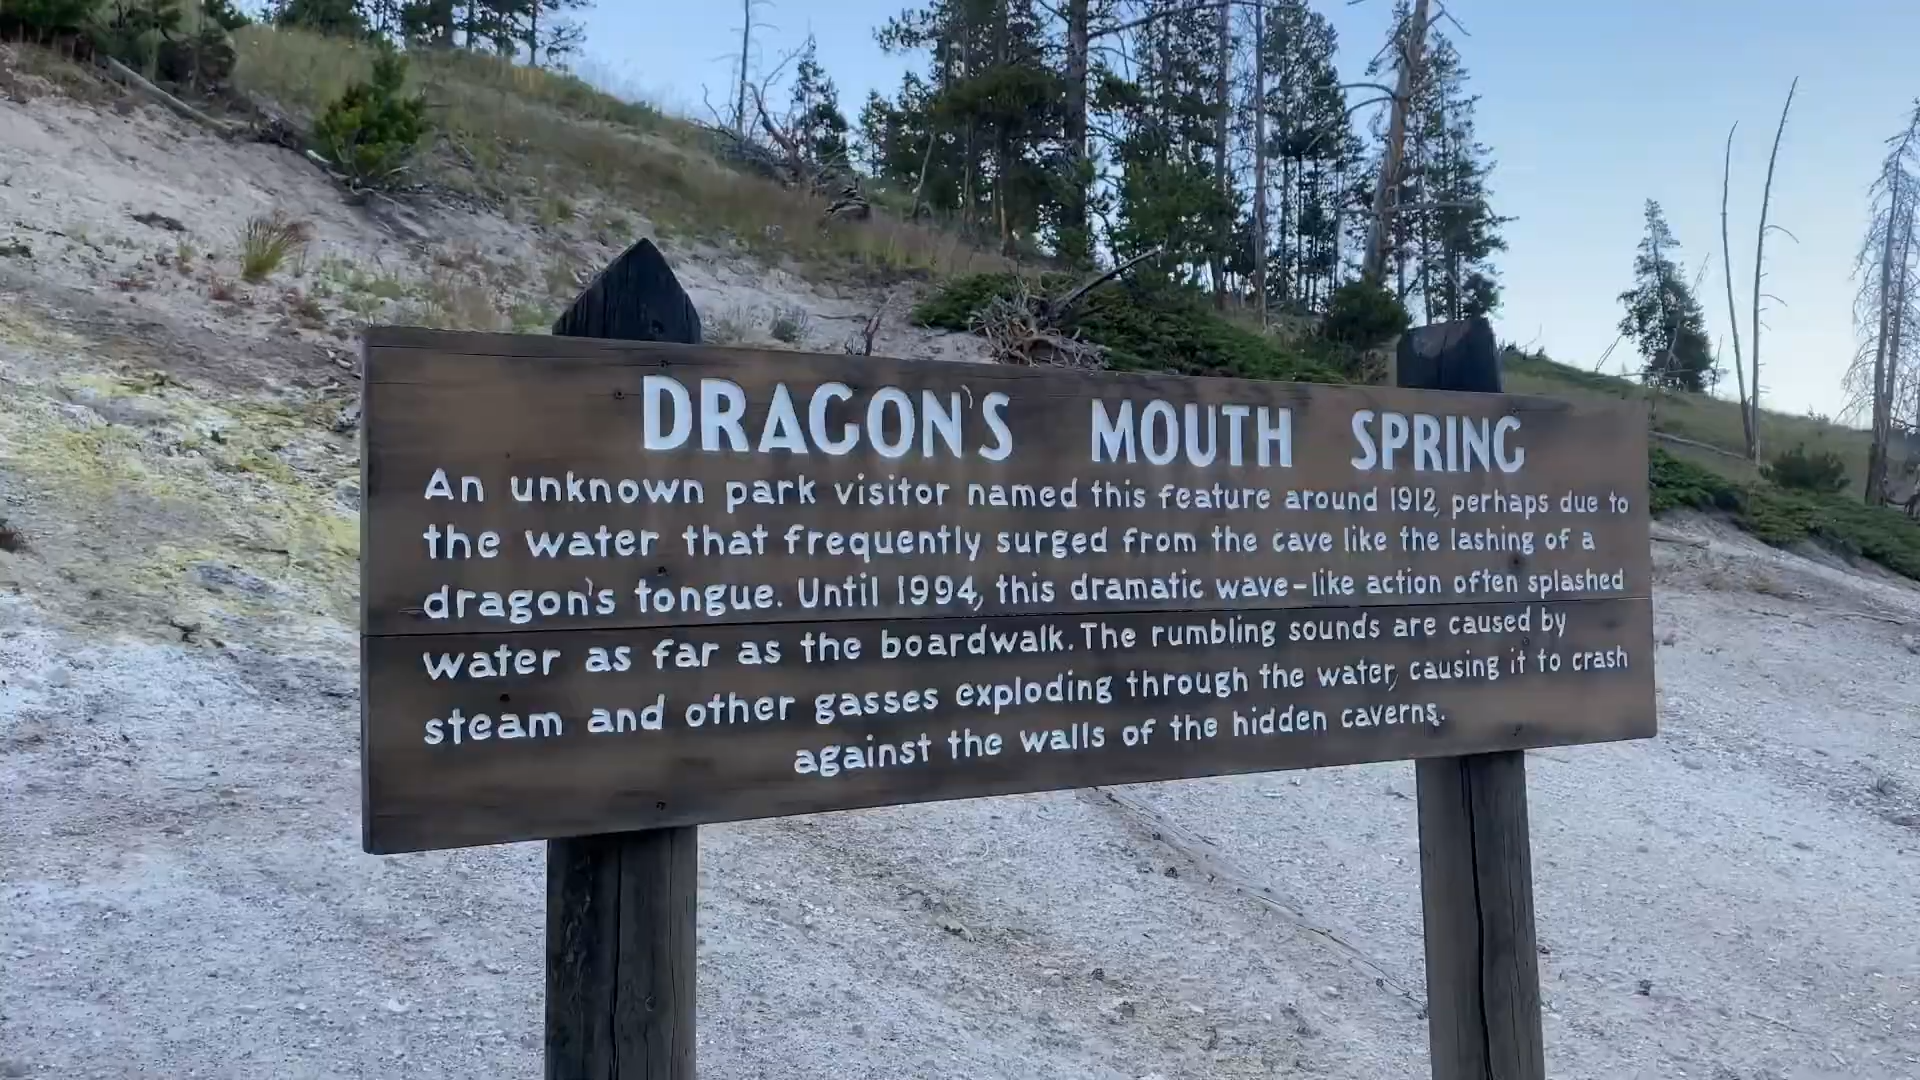 DRAGON'S MOUTH SPRING
An unknown park visitor named this feature around 1912, perhaps due to
the water that frequently surged from the cave like the lashing of a
dragon's tongue. Until 1994, this dramatic wave-like action often splashed
water as far as the boardwalk. The rumbling sounds are caused by
steam and other gasses exploding through the water, causing it to crash
against the walls of the hidden caverns.